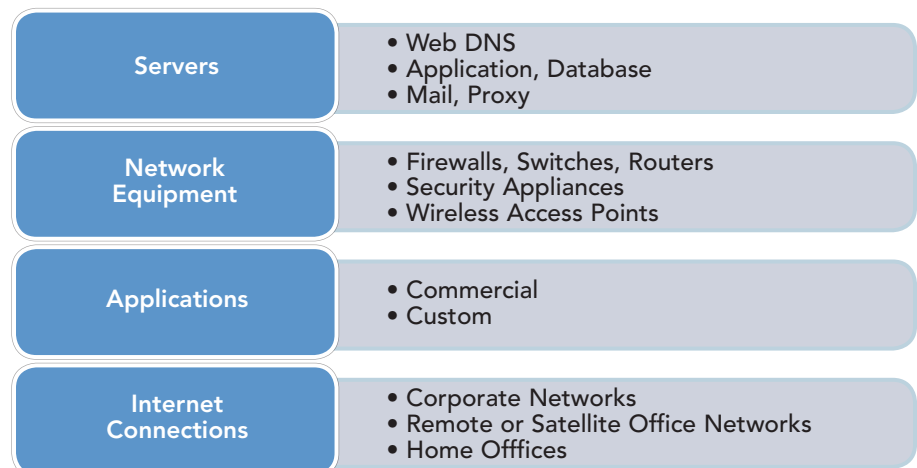 Servers
• Web DNS
• Application, Database
• Mail, Proxy
Network
Equipment
• Firewalls, Switches, Routers
• Security Appliances
• Wireless Access Points
Applications
• Commercial
• Custom
Internet
Connections
• Corporate Networks
• Remote or Satellite Office Networks
• Home Offfices